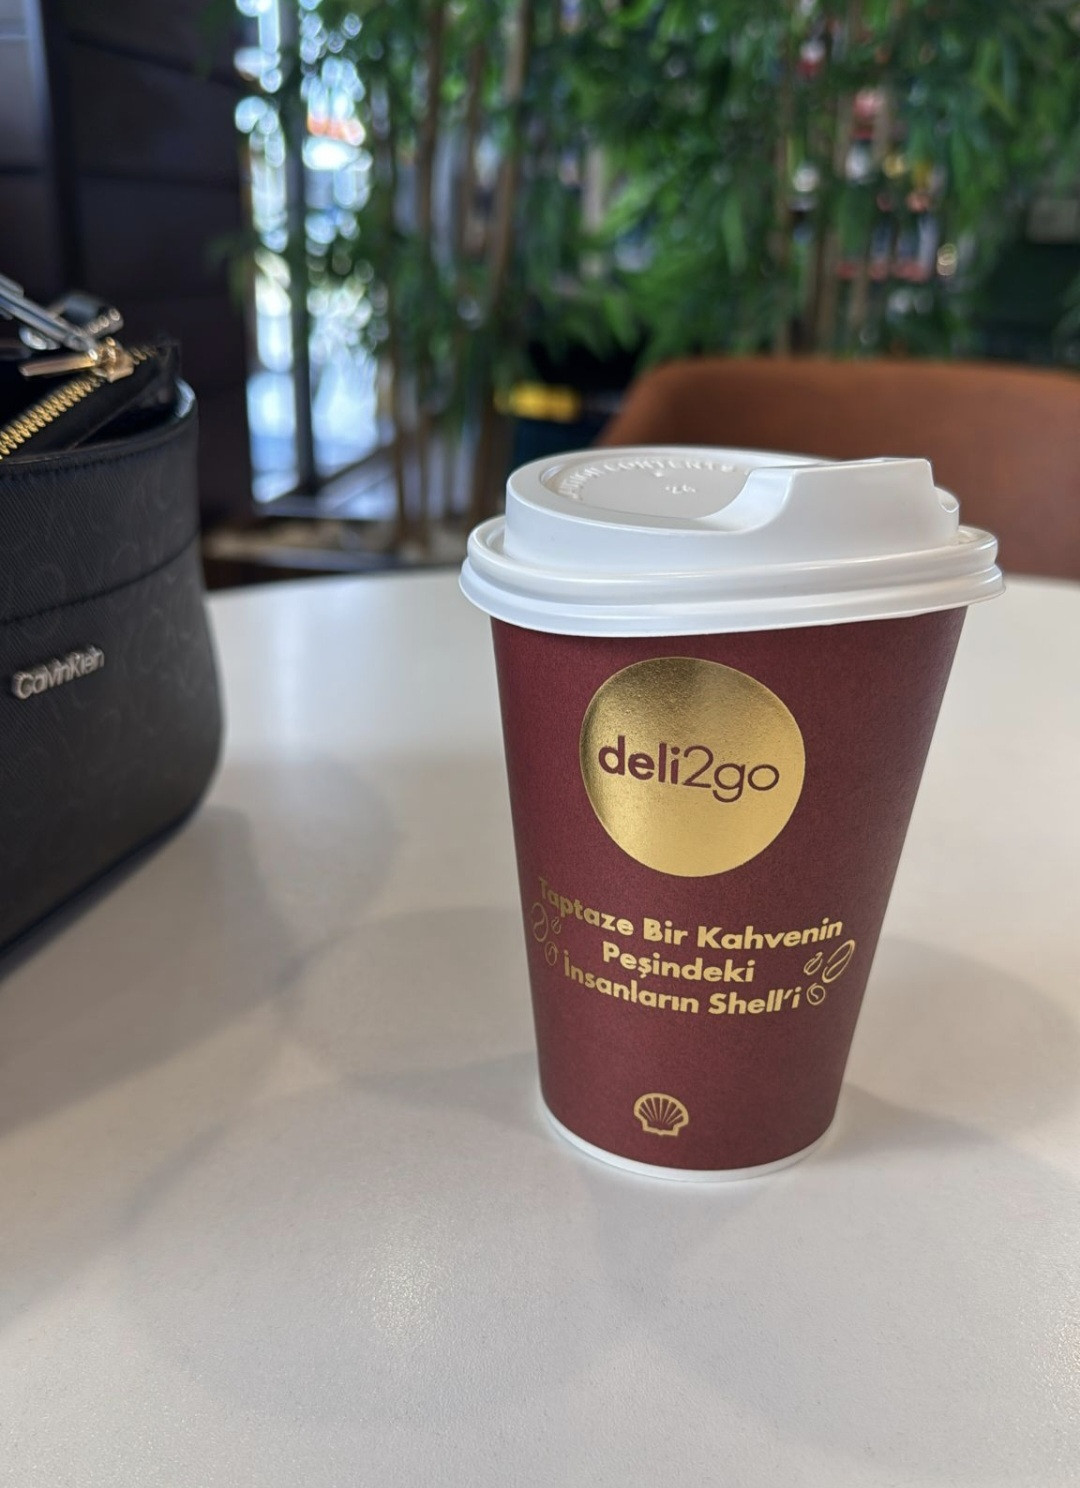 CalvinKlein
deli2go
Taptaze Bir Kahvenin
Peşindeki
İnsanların Shell'i